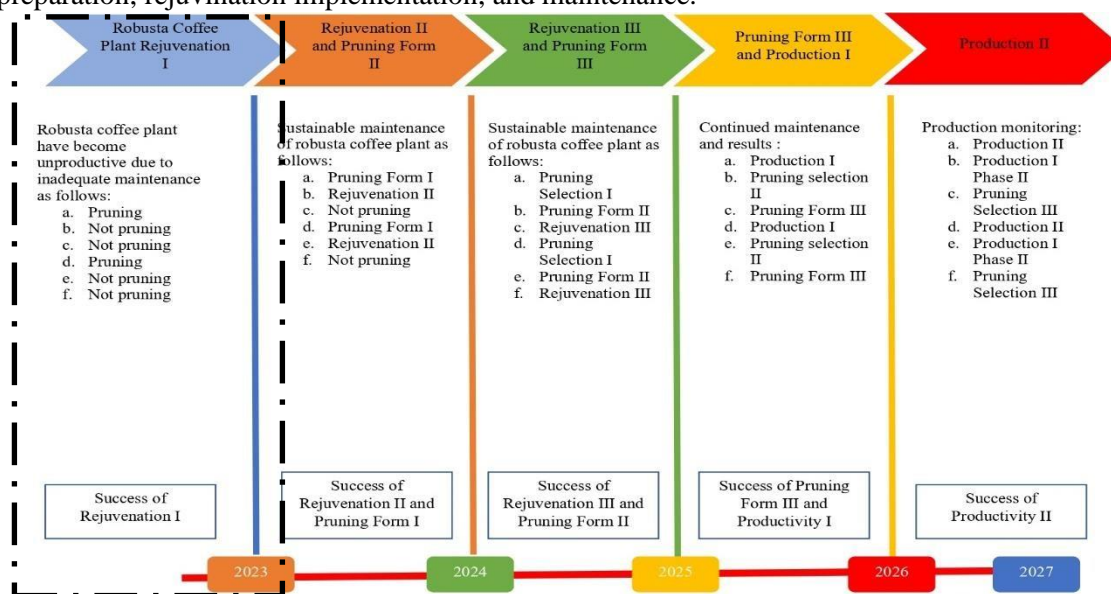 preparation, rejuvination implementation, and maintenance.
Robusta Coffee
Plant Rejuvenation
I
Rejuvenation II
and Pruning Form
II
Rejuvenation III
and Pruning Form
III
Pruning Form III
and Production I
Production II
Robusta coffee plant
have become
unproductive due to
inadequate maintenance
as follows:
a. Pruning
b. Not pruning
c. Not pruning
d. Pruning
e. Not pruning
f. Not pruning
Sustainable maintenance
of robusta coffee plant as
follows:
a. Pruning Form I
b. Rejuvenation II
c. Not pruning
d. Pruning Form I
e. Rejuvenation II
f. Not pruning
Sustainable maintenance
of robusta coffee plant as
follows:
a. Pruning
Selection I
b. Pruning Form II
c. Rejuvenation III
d. Pruning
Selection I
e. Pruning Form II
f. Rejuvenation III
Continued maintenance
and results :
a. Production I
b. Pruning selection
II
c. Pruning Form III
d. Production I
e. Pruning selection
II
f. Pruning Form III
Production monitoring:
a. Production II
b. Production I
Phase II
c. Pruning
Selection III
d. Production II
e. Production I
Phase II
f. Pruning
Selection III
Success of
Rejuvenation I
Success of
Rejuvenation II and
Pruning Form I
Success of
Rejuvenation III and
Pruning Form II
Success of Pruning
Form III and
Productivity I
Success of
Productivity II
2023
2024
2025
2026
2027